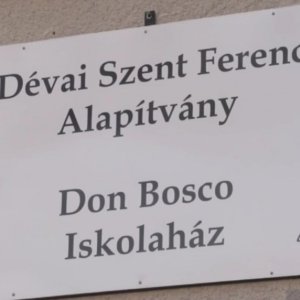 Dévai Szent Ferenc
Alapítvány
Don Bosco
Iskolaház